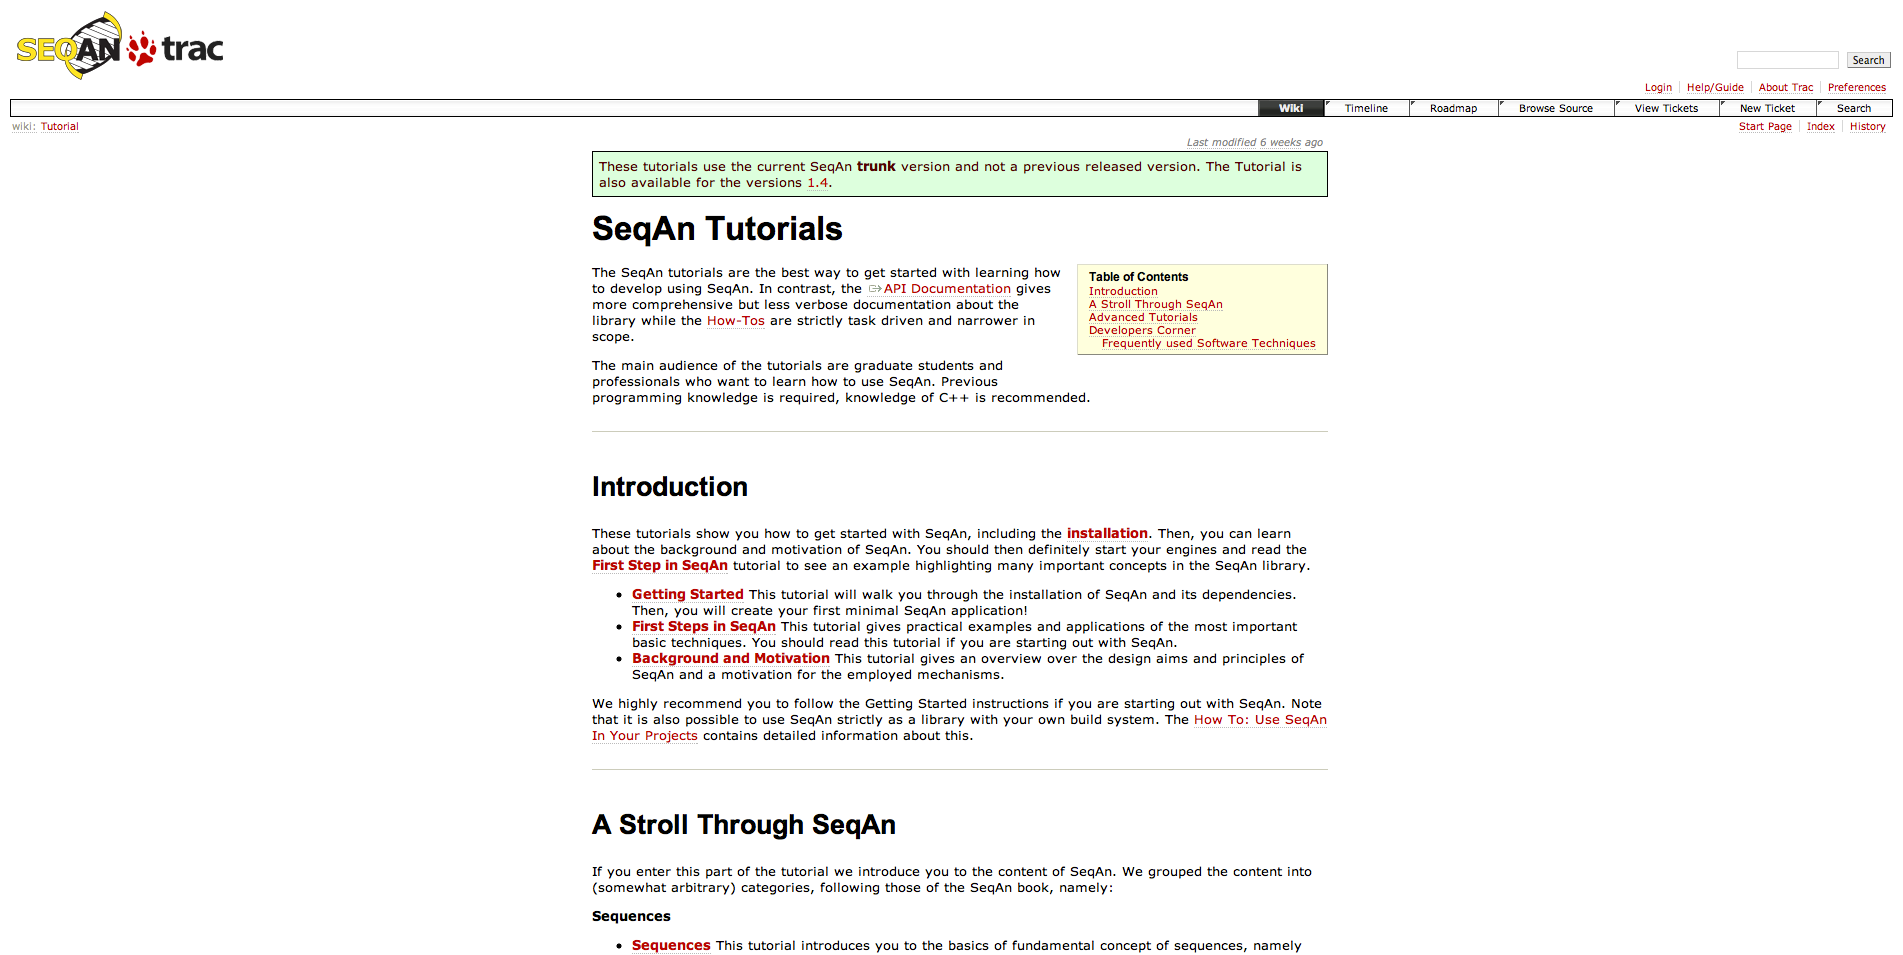 SEQAN trac
Search
Login Help/Guide About Trac Preferences
Wiki Timeline Roadmap Browse Source View Tickets New Ticket Search
wiki: Tutorial
Start Page Index History
Last modified 6 weeks ago
These tutorials use the current SeqAn trunk version and not a previous released version. The Tutorial is
also available for the versions 1.4.
SeqAn Tutorials
The SeqAn tutorials are the best way to get started with learning how
to develop using SeqAn. In contrast, the API Documentation gives
more comprehensive but less verbose documentation about the
library while the How-Tos are strictly task driven and narrower in
scope.
Table of Contents
Introduction
A Stroll Through SeqAn
Advanced Tutorials
Developers Corner
Frequently used Software Techniques
The main audience of the tutorials are graduate students and
professionals who want to learn how to use SeqAn. Previous
programming knowledge is required, knowledge of C++ is recommended.
Introduction
These tutorials show you how to get started with SeqAn, including the installation. Then, you can learn
about the background and motivation of SeqAn. You should then definitely start your engines and read the
First Step in SeqAn tutorial to see an example highlighting many important concepts in the SeqAn library.
• Getting Started This tutorial will walk you through the installation of SeqAn and its dependencies.
Then, you will create your first minimal SeqAn application!
• First Steps in SeqAn This tutorial gives practical examples and applications of the most important
basic techniques. You should read this tutorial if you are starting out with SeqAn.
• Background and Motivation This tutorial gives an overview over the design aims and principles of
SeqAn and a motivation for the employed mechanisms.
We highly recommend you to follow the Getting Started instructions if you are starting out with SeqAn. Note
that it is also possible to use SeqAn strictly as a library with your own build system. The How To: Use SeqAn
In Your Projects contains detailed information about this.
A Stroll Through SeqAn
If you enter this part of the tutorial we introduce you to the content of SeqAn. We grouped the content into
(somewhat arbitrary) categories, following those of the SeqAn book, namely:
Sequences
• Sequences This tutorial introduces you to the basics of fundamental concept of sequences, namely